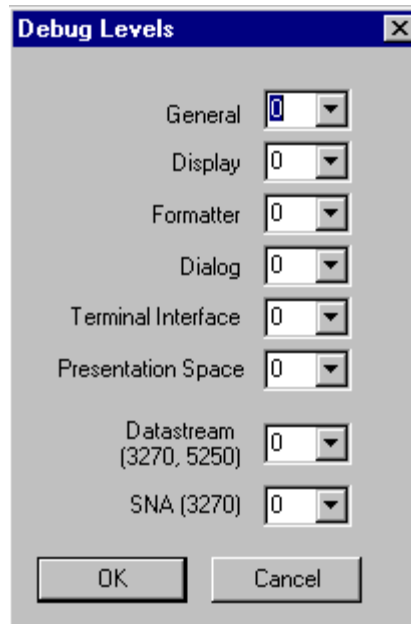 Debug Levels
General 0
Display 0
Formatter 0
Dialog 0
Terminal Interface 0
Presentation Space 0
Datastream
(3270, 5250) 0
SNA (3270) 0
OK Cancel